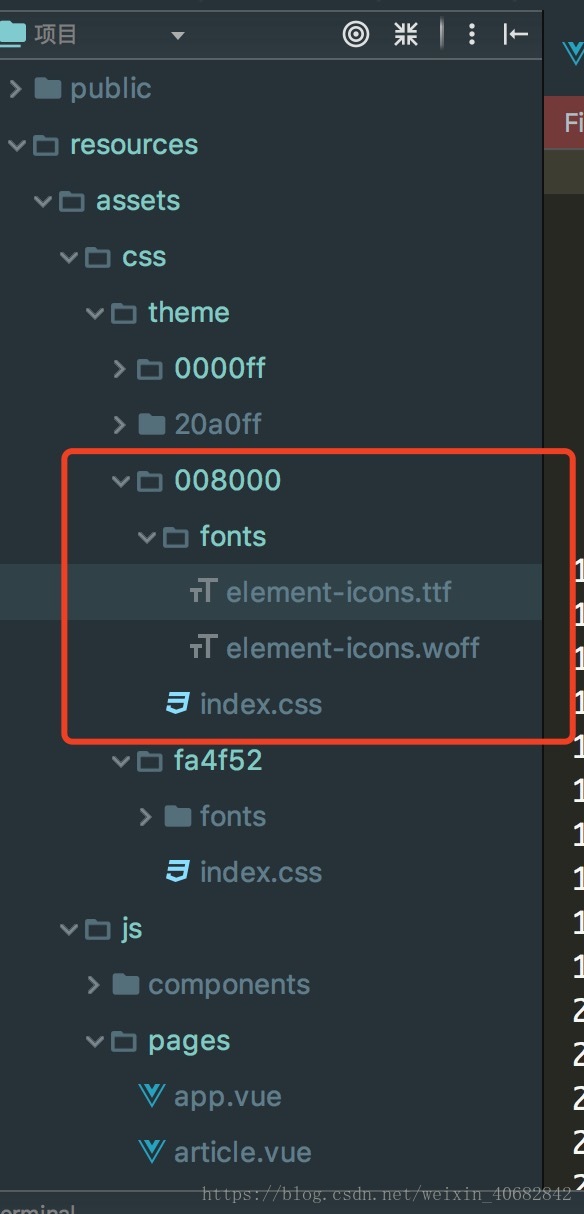 项目
public
Fi
resources
assets
css
theme
0000ff
20a0ff
008000
fonts
element-icons.ttf
element-icons.woff
index.css
fa4f52
fonts
index.css
js
components
pages
app.vue
article.vue
https://blog.csdn.net/weixin_40682842